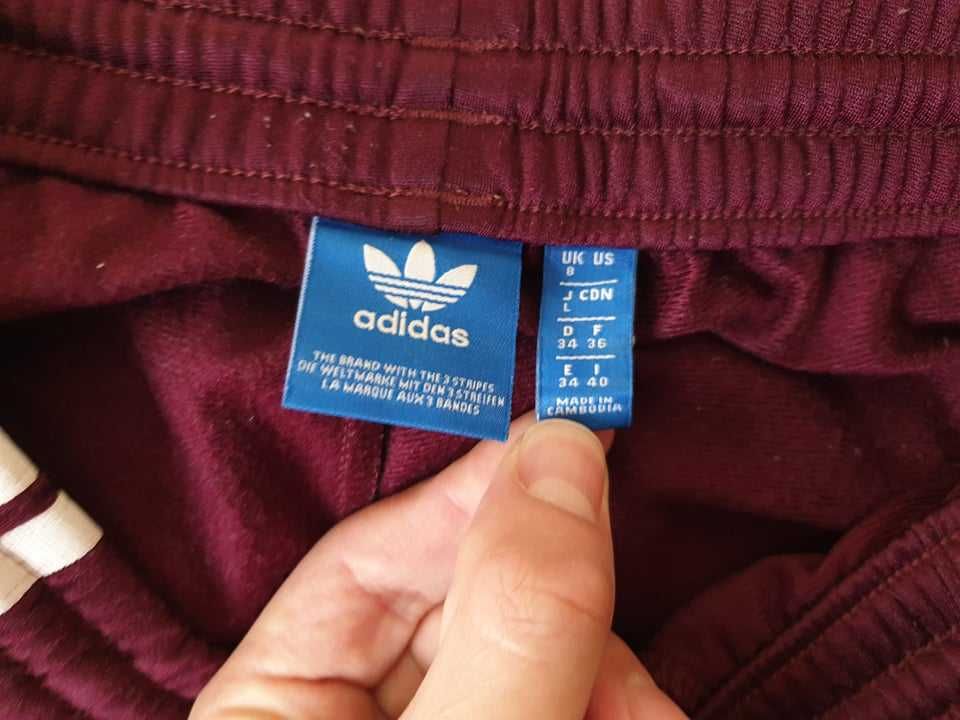 adidas
THE BRAND WITH THE 3 STRIPES
DIE WELTMARKE MIT DEN 3 STREIFEN
LA MARQUE AUX 3 BANDES
UK US
8
J CDN
L
D F
34 36
E I
34 40
MADE IN
CAMBODIA